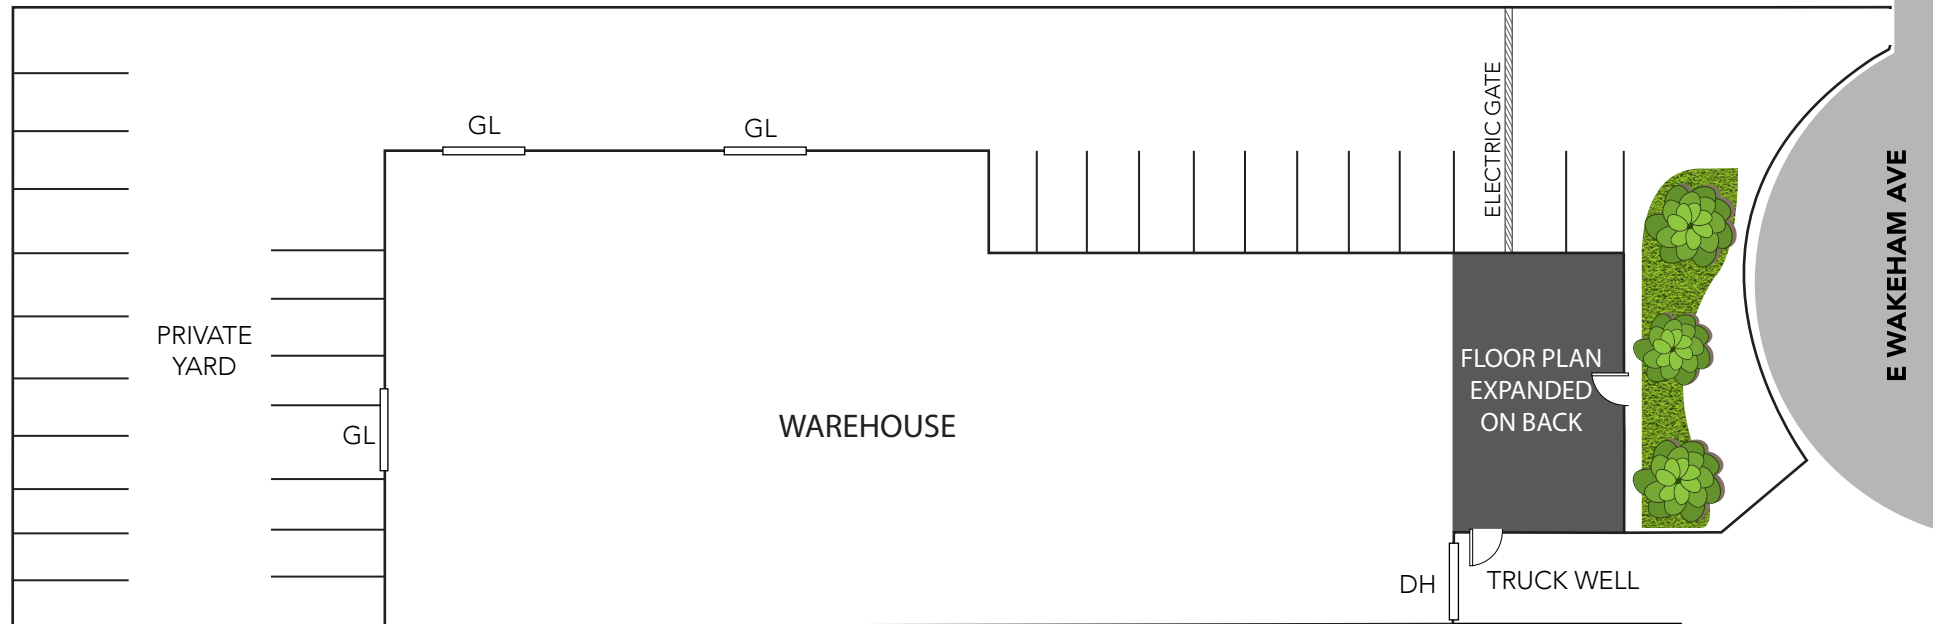 GL
GL
ELECTRIC GATE
E WAKEHAM AVE
PRIVATE
YARD
FLOOR PLAN
EXPANDED
ON BACK
WAREHOUSE
GL
DH
TRUCK WELL